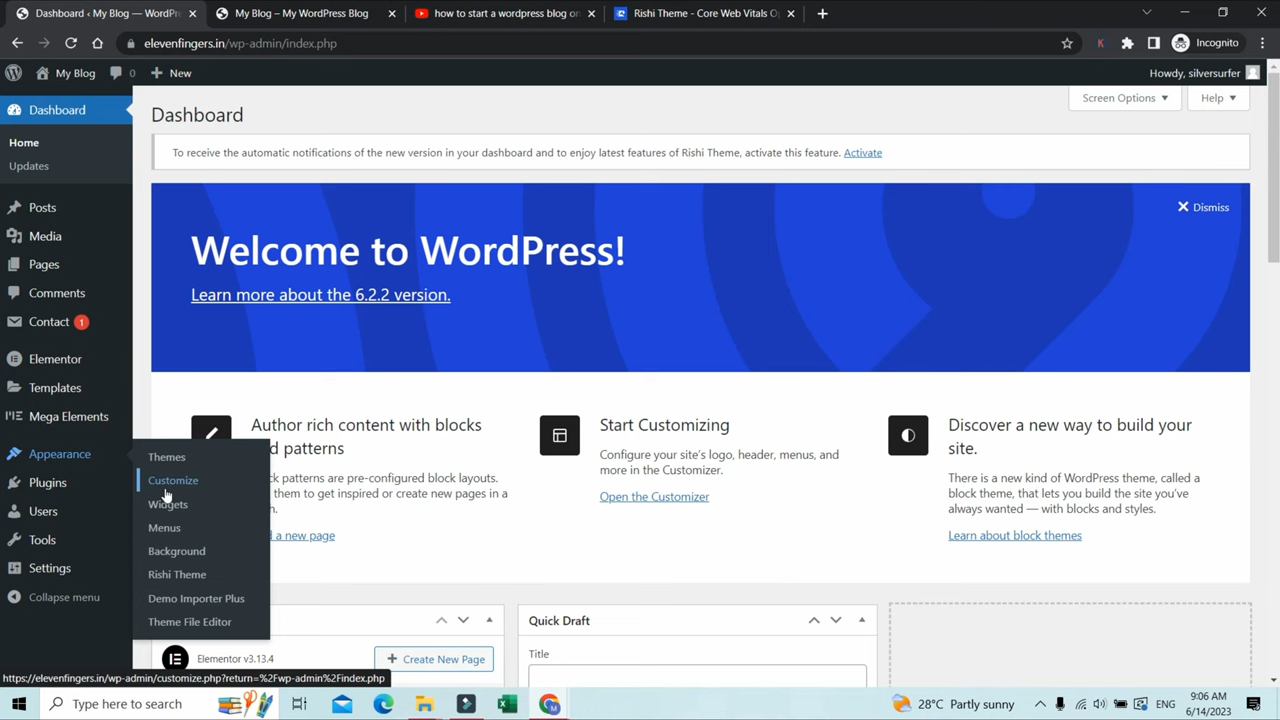 Dashboard ‹ My Blog — WordPres
My Blog – My WordPress Blog
how to start a wordpress blog on
Rishi Theme - Core Web Vitals Op
elevenfingers.in/wp-admin/index.php
Incognito
My Blog
0
New
Howdy, silversurfer
Dashboard
Home
Updates
Posts
Media
Pages
Comments
Contact 1
Elementor
Templates
Mega Elements
Appearance
Plugins
Users
Tools
Settings
Collapse menu
Themes
Customize
Widgets
Menus
Background
Rishi Theme
Demo Importer Plus
Theme File Editor
Dashboard
Screen Options
Help
To receive the automatic notifications of the new version in your dashboard and to enjoy latest features of Rishi Theme, activate this feature. Activate
Dismiss
Welcome to WordPress!
Learn more about the 6.2.2 version.
Author rich content with blocks
d patterns
ck patterns are pre-configured block layouts.
them to get inspired or create new pages in a
n.
d a new page
Start Customizing
Configure your site's logo, header, menus, and
more in the Customizer.
Open the Customizer
Discover a new way to build your
site.
There is a new kind of WordPress theme, called a
block theme, that lets you build the site you've
always wanted — with blocks and styles.
Learn about block themes
Elementor v3.13.4
Create New Page
Quick Draft
Title
https://elevenfingers.in/wp-admin/customize.php?return=%2Fwp-admin%2Findex.php
Type here to search
28°C Partly sunny
ENG
9:06 AM
6/14/2023